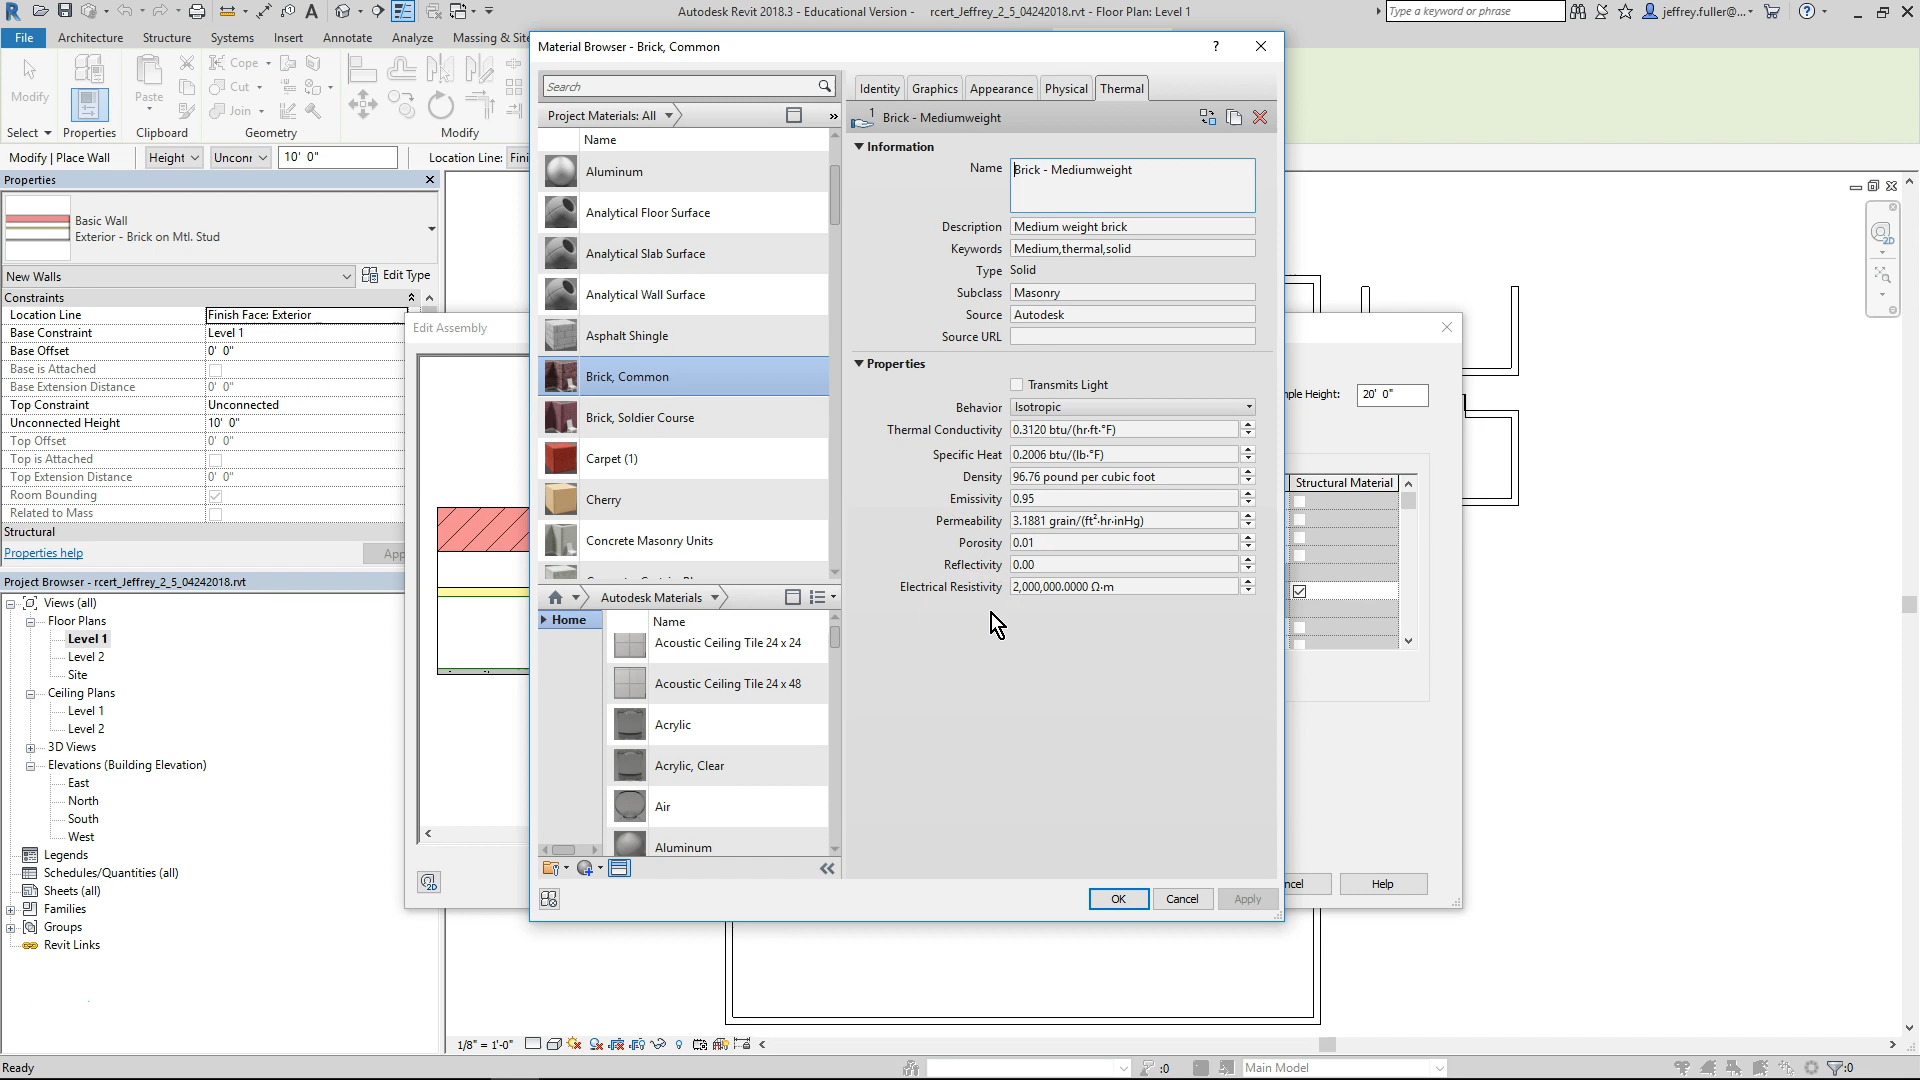 Autodesk Revit 2018.3 - Educational Version - rcert_Jeffrey_2_5_04242018.rvt - Floor Plan: Level 1
Type a keyword or phrase
jeffrey.fuller@...
File
Architecture
Structure
Systems
Insert
Annotate
Analyze
Massing & Site
Modify
Paste
Cope
Cut
Join
Select
Properties
Clipboard
Geometry
Modify
Modify | Place Wall
Height
Unconr
10' 0"
Location Line:
Fini
Properties
Basic Wall
Exterior - Brick on Mtl. Stud
New Walls
Edit Type
Constraints
Location Line Finish Face: Exterior
Base Constraint Level 1
Base Offset 0' 0"
Base is Attached
Base Extension Distance 0' 0"
Top Constraint Unconnected
Unconnected Height 10' 0"
Top Offset 0' 0"
Top is Attached
Top Extension Distance 0' 0"
Room Bounding
Related to Mass
Structural
Properties help
App
Project Browser - rcert_Jeffrey_2_5_04242018.rvt
Views (all)
Floor Plans
Level 1
Level 2
Site
Ceiling Plans
Level 1
Level 2
3D Views
Elevations (Building Elevation)
East
North
South
West
Legends
Schedules/Quantities (all)
Sheets (all)
Families
Groups
Revit Links
Edit Assembly
ple Height: 20' 0"
Structural Material
ncel
Help
Material Browser - Brick, Common
?
Search
Project Materials: All
Name
Aluminum
Analytical Floor Surface
Analytical Slab Surface
Analytical Wall Surface
Asphalt Shingle
Brick, Common
Brick, Soldier Course
Carpet (1)
Cherry
Concrete Masonry Units
Autodesk Materials
Home
Name
Acoustic Ceiling Tile 24 x 24
Acoustic Ceiling Tile 24 x 48
Acrylic
Acrylic, Clear
Air
Aluminum
Identity
Graphics
Appearance
Physical
Thermal
1
Brick - Mediumweight
Information
Name Brick - Mediumweight
Description Medium weight brick
Keywords Medium,thermal,solid
Type Solid
Subclass Masonry
Source Autodesk
Source URL
Properties
Transmits Light
Behavior Isotropic
Thermal Conductivity 0.3120 btu/(hr·ft·°F)
Specific Heat 0.2006 btu/(lb·°F)
Density 96.76 pound per cubic foot
Emissivity 0.95
Permeability 3.1881 grain/(ft²·hr·inHg)
Porosity 0.01
Reflectivity 0.00
Electrical Resistivity 2,000,000.0000 Ω·m
OK
Cancel
Apply
1/8" = 1'-0"
Ready
:0
Main Model
:0